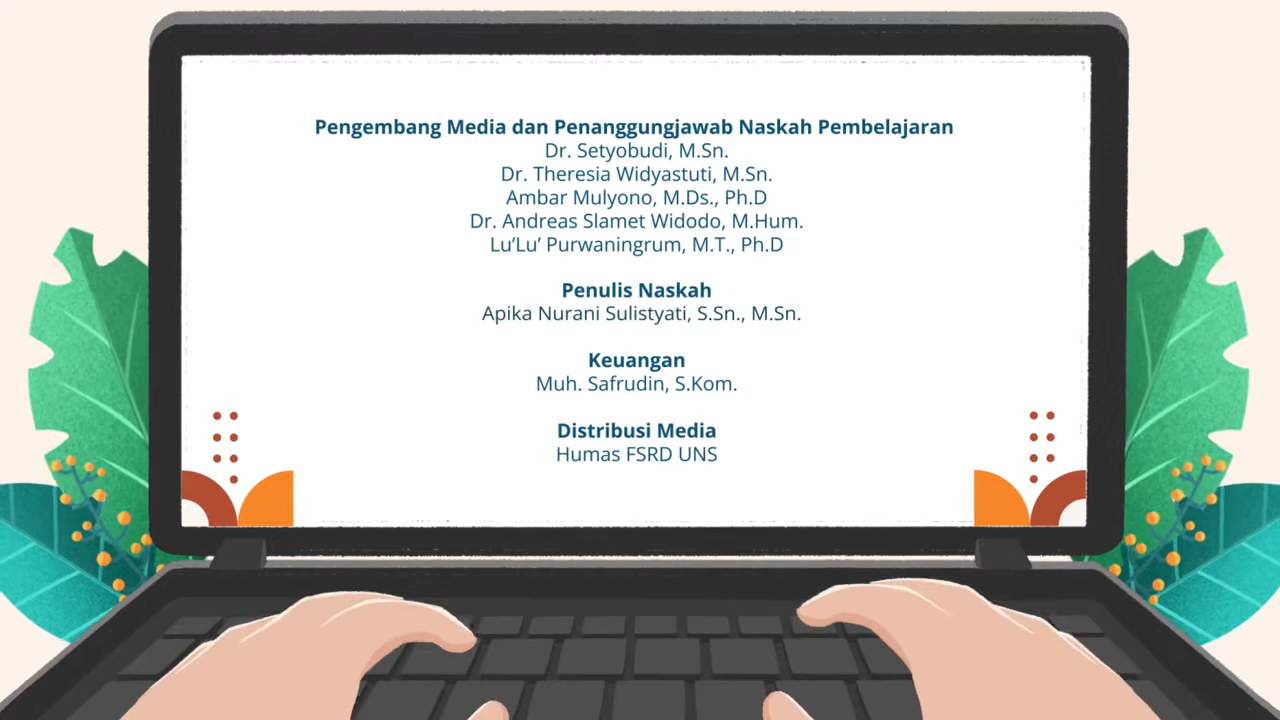 Pengembang Media dan Penanggungjawab Naskah Pembelajaran
Dr. Setyobudi, M.Sn.
Dr. Theresia Widyastuti, M.Sn.
Ambar Mulyono, M.Ds., Ph.D
Dr. Andreas Slamet Widodo, M.Hum.
Lu’Lu’ Purwaningrum, M.T., Ph.D
Penulis Naskah
Apika Nurani Sulistyati, S.Sn., M.Sn.
Keuangan
Muh. Safrudin, S.Kom.
Distribusi Media
Humas FSRD UNS